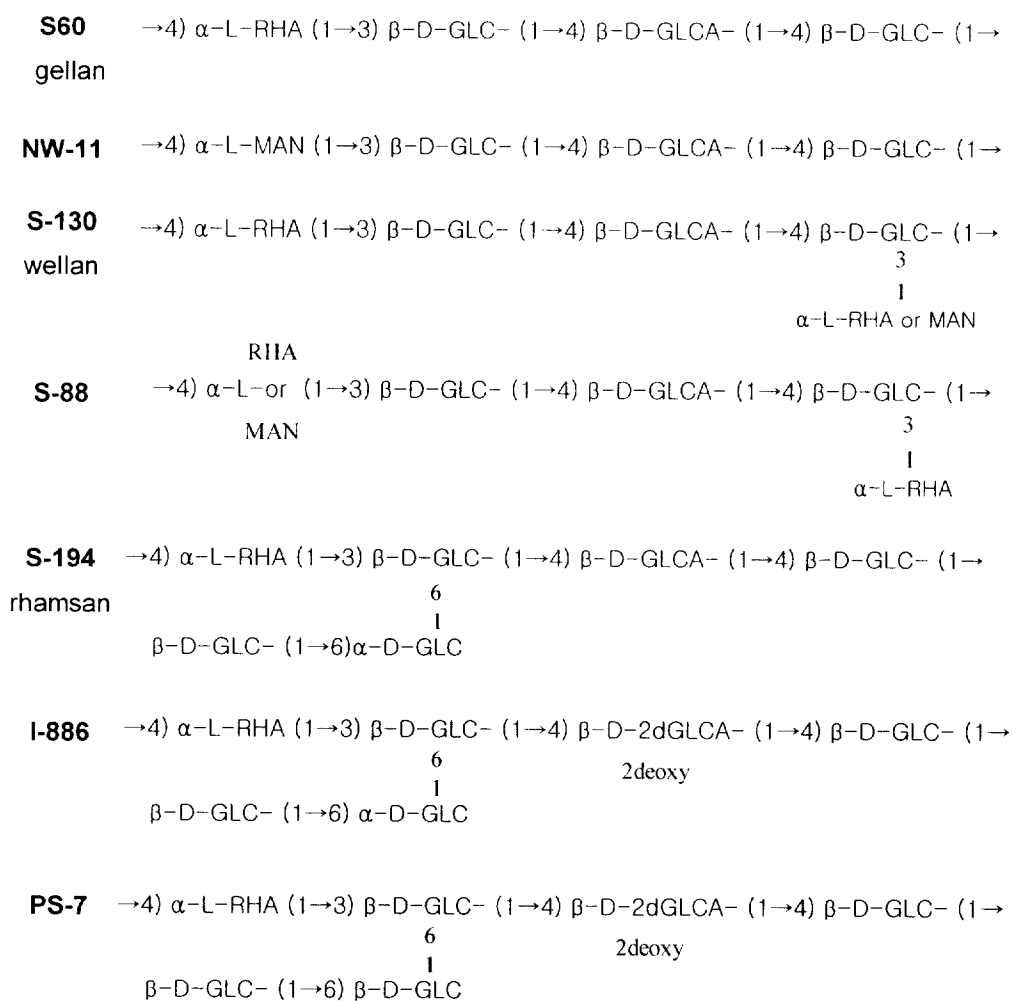 S60 →4) α-L-RHA (1→3) β-D-GLC- (1→4) β-D-GLCA- (1→4) β-D-GLC- (1→
gellan
NW-11 →4) α-L-MAN (1→3) β-D-GLC- (1→4) β-D-GLCA- (1→4) β-D-GLC- (1→
S-130 →4) α-L-RHA (1→3) β-D-GLC- (1→4) β-D-GLCA- (1→4) β-D-GLC- (1→
wellan
3
1
α-L-RHA or MAN
RHA
S-88 →4) α-L-or (1→3) β-D-GLC- (1→4) β-D-GLCA- (1→4) β-D-GLC- (1→
MAN
3
1
α-L-RHA
S-194 →4) α-L-RHA (1→3) β-D-GLC- (1→4) β-D-GLCA- (1→4) β-D-GLC- (1→
rhamsan
6
1
β-D-GLC- (1→6)α-D-GLC
I-886 →4) α-L-RHA (1→3) β-D-GLC- (1→4) β-D-2dGLCA- (1→4) β-D-GLC- (1→
6
2deoxy
1
β-D-GLC- (1→6) α-D-GLC
PS-7 →4) α-L-RHA (1→3) β-D-GLC- (1→4) β-D-2dGLCA- (1→4) β-D-GLC- (1→
6
2deoxy
1
β-D-GLC- (1→6) β-D-GLC